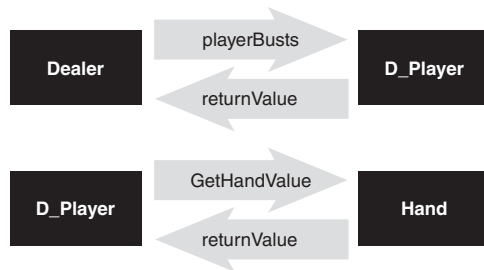 playerBusts
Dealer
D_Player
returnValue
GetHandValue
D_Player
Hand
returnValue